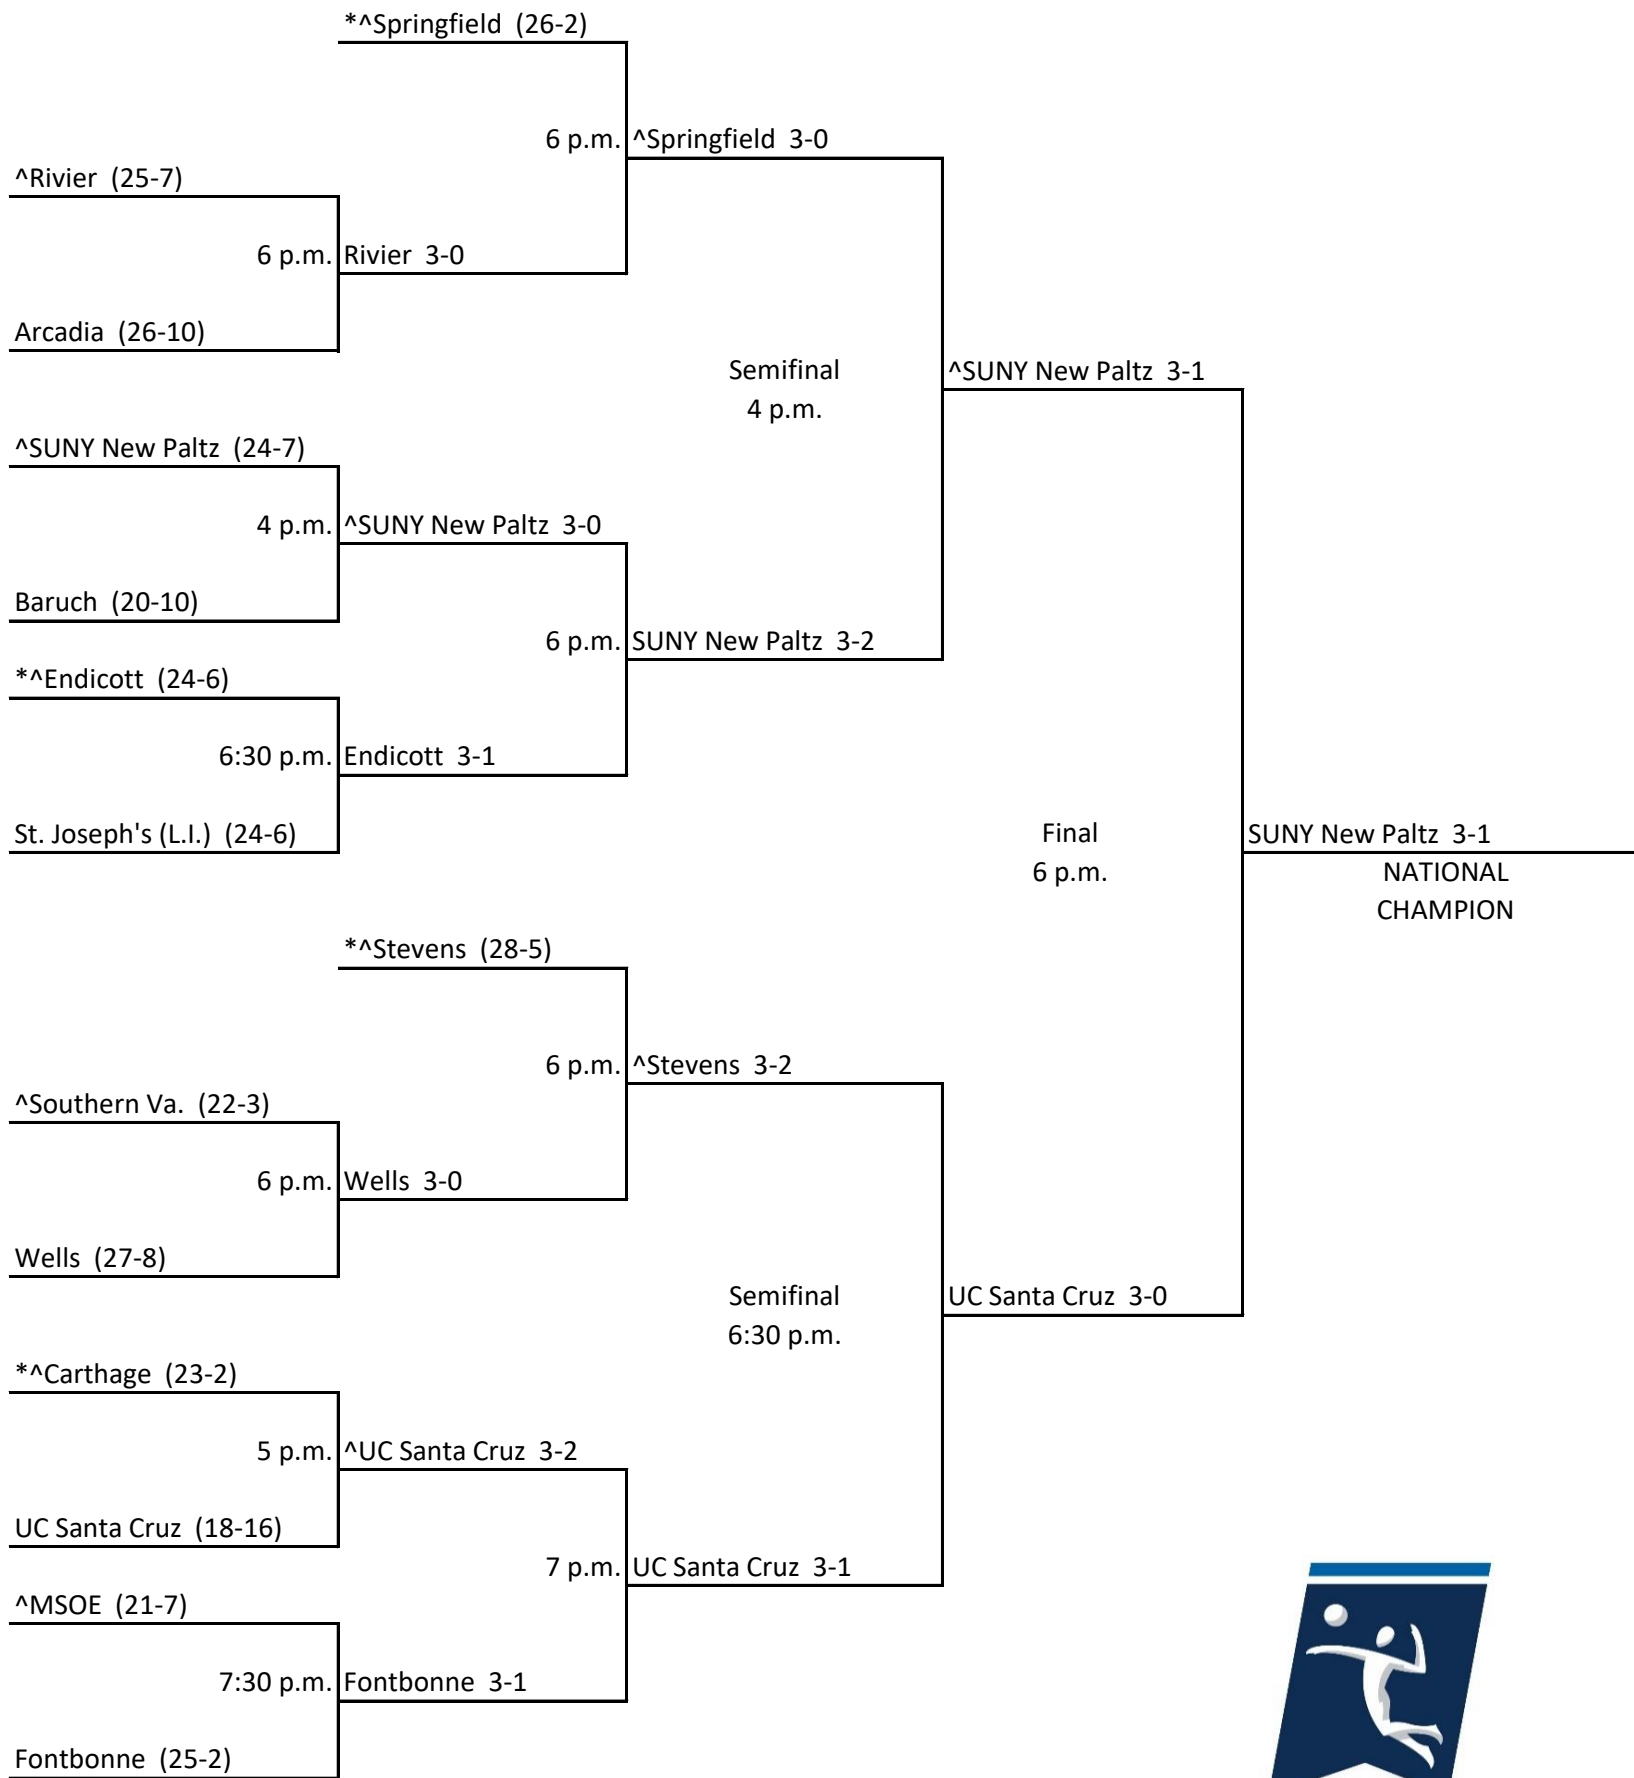 *^Springfield (26-2)
6 p.m. ^Springfield 3-0
^Rivier (25-7)
6 p.m. Rivier 3-0
Arcadia (26-10)
Semifinal ^SUNY New Paltz 3-1
4 p.m.
^SUNY New Paltz (24-7)
4 p.m. ^SUNY New Paltz 3-0
Baruch (20-10)
6 p.m. SUNY New Paltz 3-2
*^Endicott (24-6)
6:30 p.m. Endicott 3-1
St. Joseph's (L.I.) (24-6)
Final SUNY New Paltz 3-1
6 p.m. NATIONAL
CHAMPION
*^Stevens (28-5)
6 p.m. ^Stevens 3-2
^Southern Va. (22-3)
6 p.m. Wells 3-0
Wells (27-8)
Semifinal UC Santa Cruz 3-0
6:30 p.m.
*^Carthage (23-2)
5 p.m. ^UC Santa Cruz 3-2
UC Santa Cruz (18-16)
7 p.m. UC Santa Cruz 3-1
^MSOE (21-7)
7:30 p.m. Fontbonne 3-1
Fontbonne (25-2)